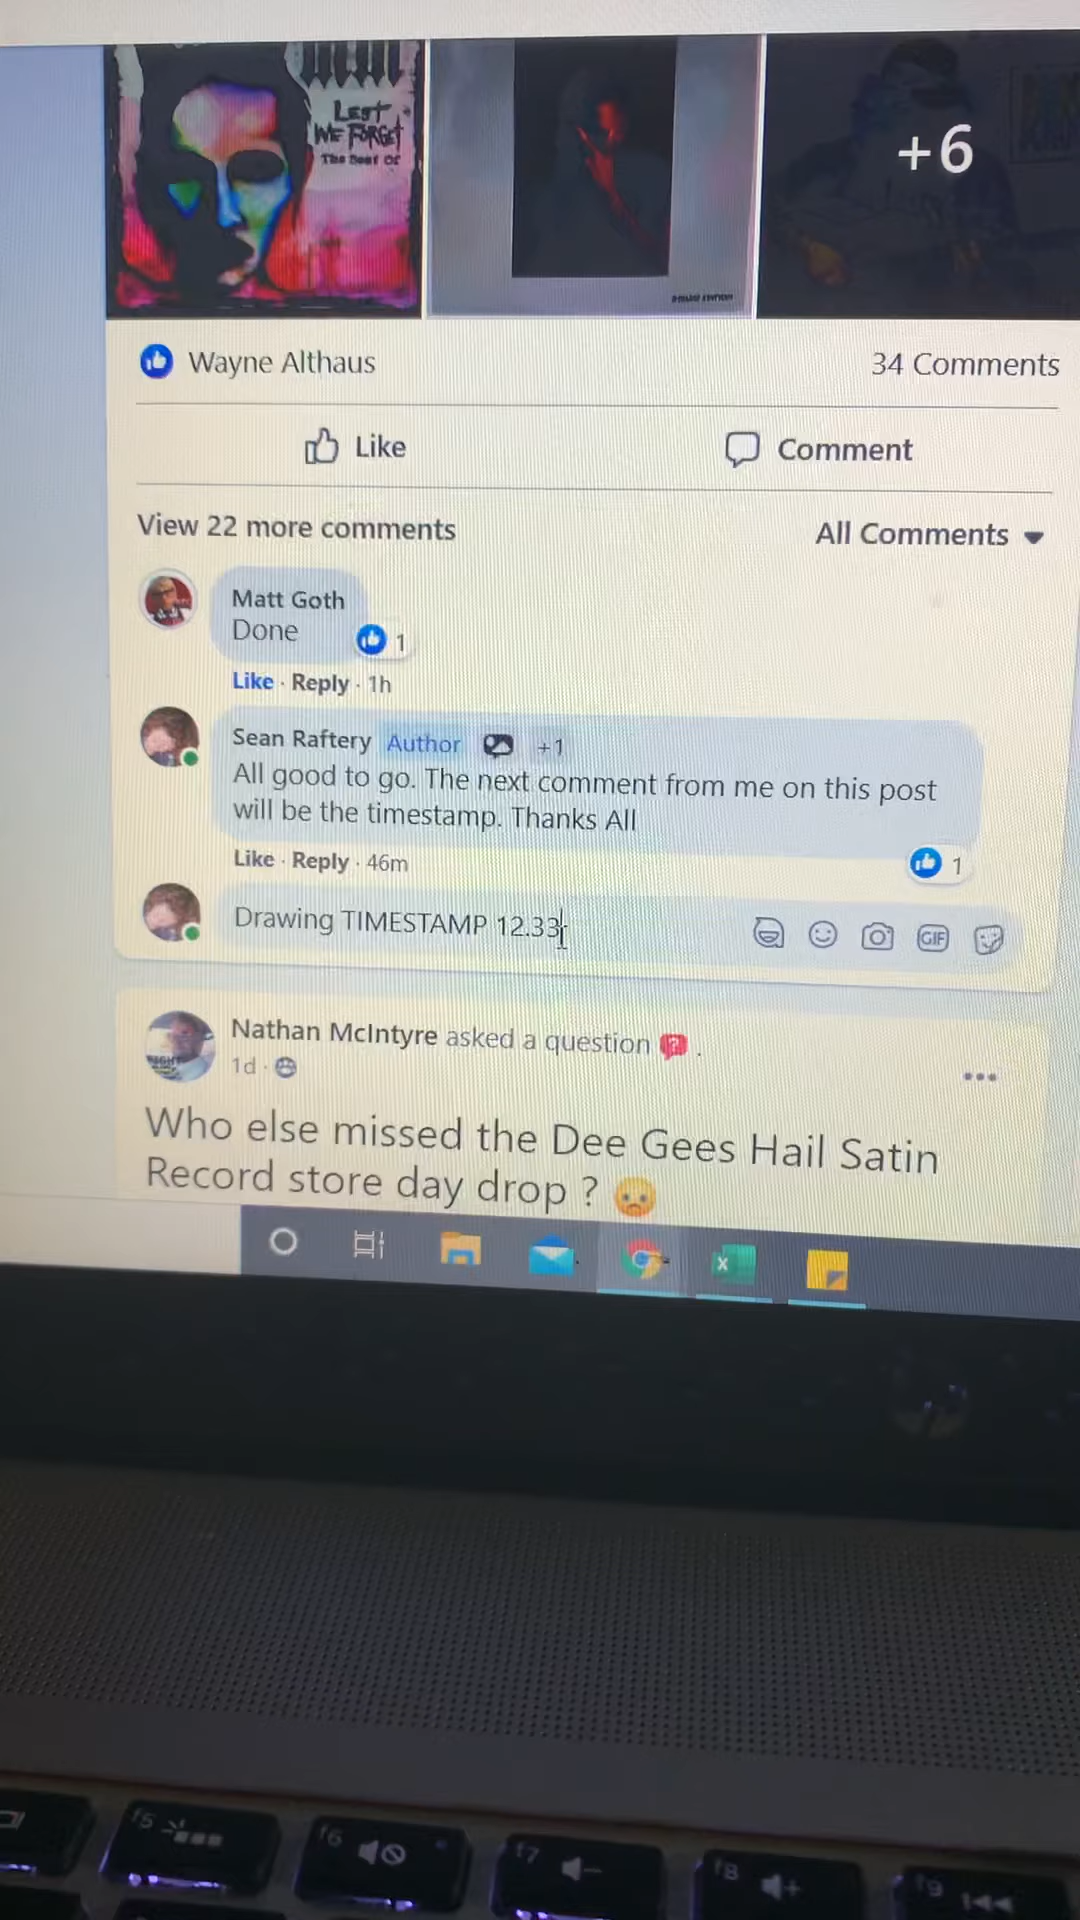 LEST
WE FORGET
The Best Of
+6
Wayne Althaus
34 Comments
Like
Comment
View 22 more comments
All Comments
Matt Goth
Done
1
Like · Reply · 1h
Sean Raftery Author +1
All good to go. The next comment from me on this post
will be the timestamp. Thanks All
Like · Reply · 46m
1
Drawing TIMESTAMP 12.33
GIF
Nathan McIntyre asked a question .
1d ·
Who else missed the Dee Gees Hail Satin
Record store day drop ?
f5
f6
f7
f8
f9